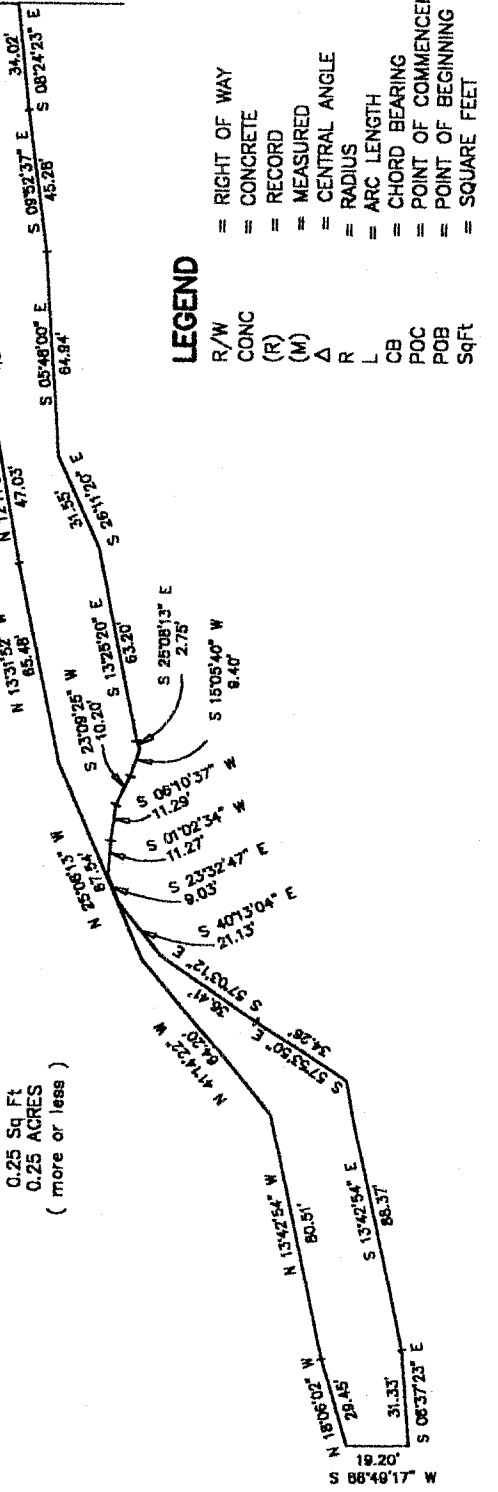 0.25 Sq Ft
0.25 ACRES
( more or less )
34.02'
S 08°24'23" E
S 09°52'37" E
45.28'
S 05°48'00" E
64.94'
47.03'
31.55'
S 26°11'20" E
N 13°31'52" W
65.48'
S 13°25'20" E
63.20'
S 25°08'13" E
2.75'
S 15°05'40" W
9.40'
S 23°09'25" W
10.20'
S 06°10'37" W
11.29'
S 01°02'34" W
11.27'
S 23°32'47" E
9.03'
S 40°13'04" E
21.13'
N 25°06'13" W
67.54'
S 57°03'12" E
36.41'
S 57°53'50" E
34.26'
N 41°14'22" W
64.20'
N 13°42'54" W
80.51'
S 13°42'54" E
88.37'
N 18°06'02" W
29.45'
31.33'
S 06°37'23" E
19.20'
S 88°49'17" W
LEGEND
R/W = RIGHT OF WAY
CONC = CONCRETE
(R) = RECORD
(M) = MEASURED
Δ = CENTRAL ANGLE
R = RADIUS
L = ARC LENGTH
CB = CHORD BEARING
POC = POINT OF COMMENCE
POB = POINT OF BEGINNING
SqFt = SQUARE FEET